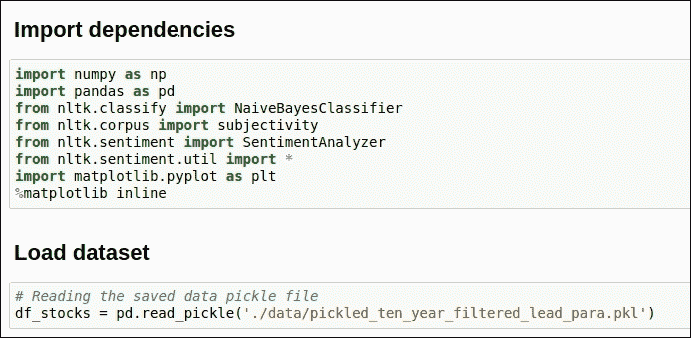 Import dependencies
import numpy as np
import pandas as pd
from nltk.classify import NaiveBayesClassifier
from nltk.corpus import subjectivity
from nltk.sentiment import SentimentAnalyzer
from nltk.sentiment.util import *
import matplotlib.pyplot as plt
%matplotlib inline
Load dataset
# Reading the saved data pickle file
df_stocks = pd.read_pickle('./data/pickled_ten_year_filtered_lead_para.pkl')